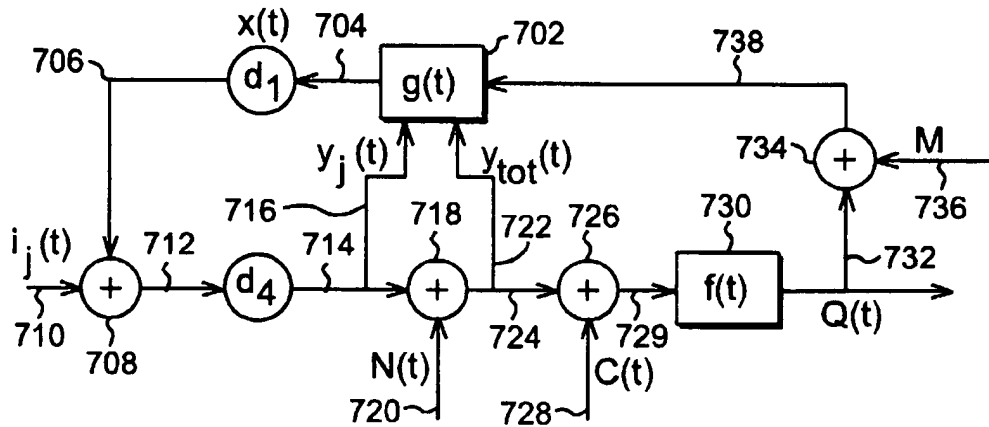 x(t) 704 702 738
706 d1 g(t)
yj(t) ytot(t) 734 + M
716 718 722 726 730 736
ij(t) 712 714 732
+ d4 + + f(t)
710 708 724 729 Q(t)
N(t) C(t)
720 728